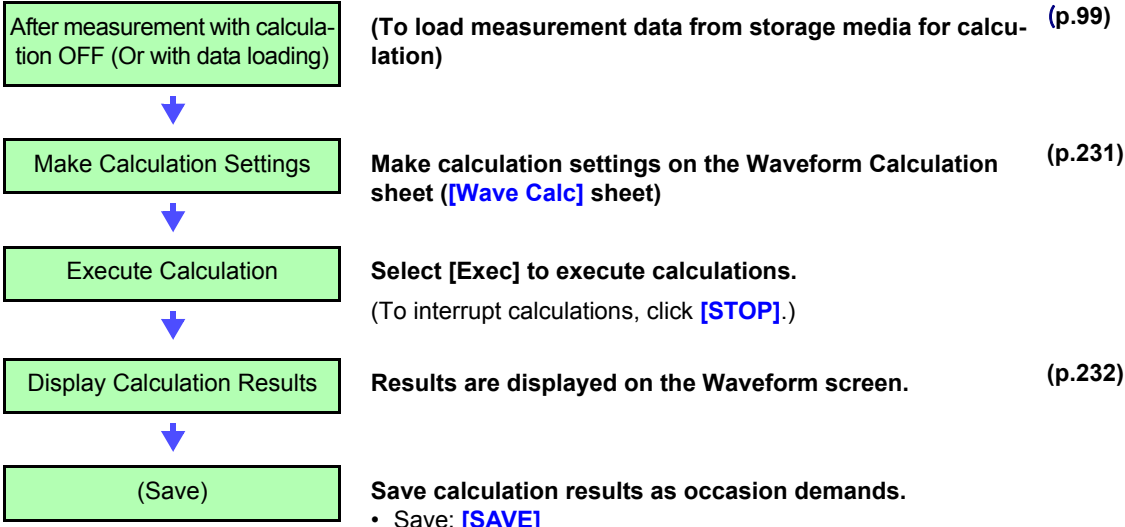 After measurement with calcula-
tion OFF (Or with data loading)
(To load measurement data from storage media for calcu-
lation)
(p.99)
Make Calculation Settings
Make calculation settings on the Waveform Calculation
sheet ([Wave Calc] sheet)
(p.231)
Execute Calculation
Select [Exec] to execute calculations.
(To interrupt calculations, click [STOP].)
Display Calculation Results
Results are displayed on the Waveform screen.
(p.232)
(Save)
Save calculation results as occasion demands.
• Save: [SAVE]